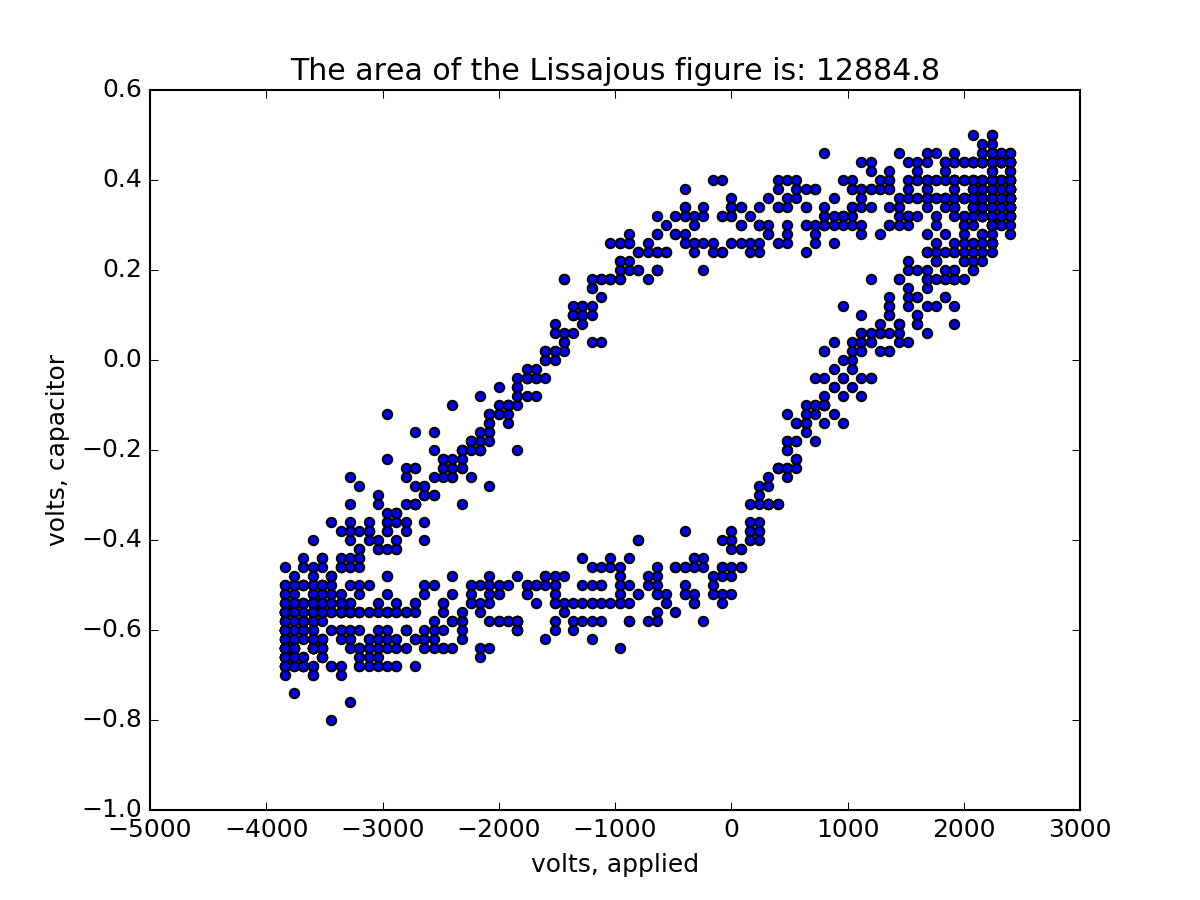 The area of the Lissajous figure is: 12884.8
0.6
0.4
0.2
0.0
−0.2
−0.4
−0.6
−0.8
−1.0
−5000 −4000 −3000 −2000 −1000 0 1000 2000 3000
volts, capacitor
volts, applied